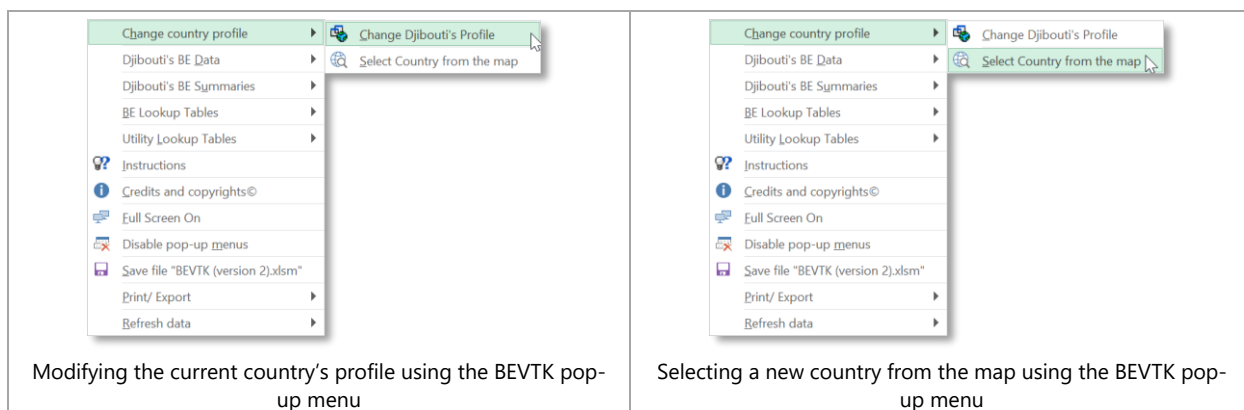 Change country profile
Change Djibouti's Profile
Djibouti's BE Data
Select Country from the map
Djibouti's BE Summaries
BE Lookup Tables
Utility Lookup Tables
Instructions
Credits and copyrights©
Full Screen On
Disable pop-up menus
Save file "BEVTK (version 2).xlsm"
Print/ Export
Refresh data
Modifying the current country's profile using the BEVTK pop-
up menu
Change country profile
Change Djibouti's Profile
Djibouti's BE Data
Select Country from the map
Djibouti's BE Summaries
BE Lookup Tables
Utility Lookup Tables
Instructions
Credits and copyrights©
Full Screen On
Disable pop-up menus
Save file "BEVTK (version 2).xlsm"
Print/ Export
Refresh data
Selecting a new country from the map using the BEVTK pop-
up menu